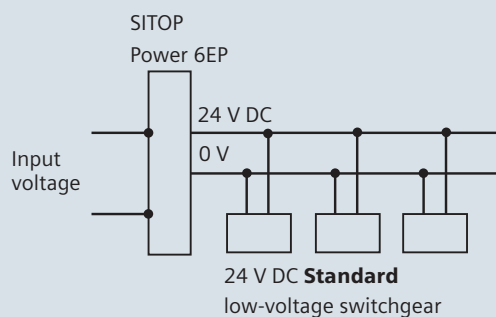 SITOP
Power 6EP
24 V DC
0 V
Input
voltage
24 V DC Standard
low-voltage switchgear